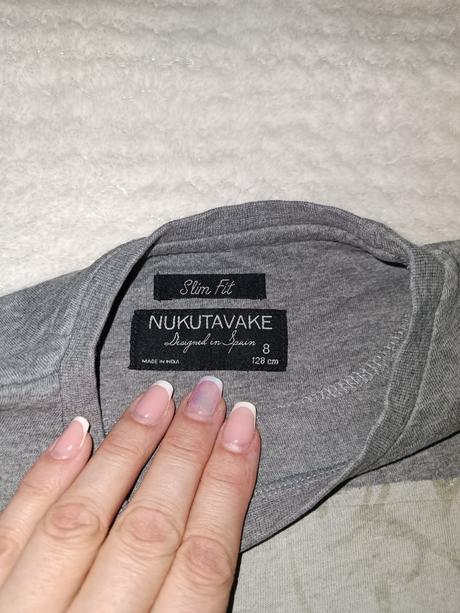 Slim Fit
NUKUTAVAKE
Designed in Spain
8
MADE IN INDIA
128 cm